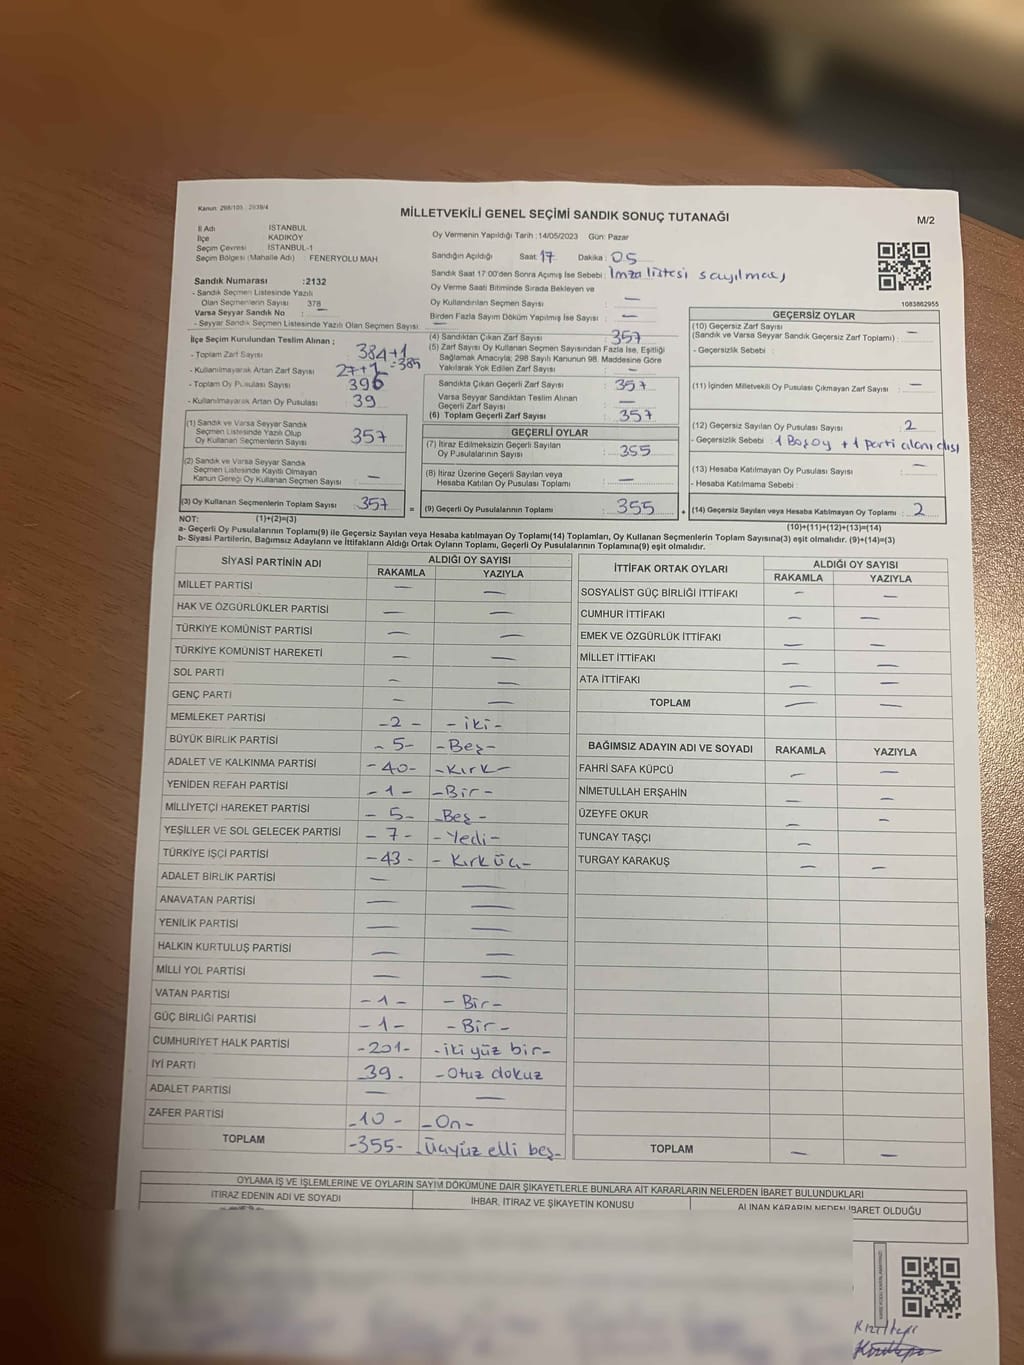 Kanun: 298/105 : 2839/4
MİLLETVEKİLİ GENEL SEÇİMİ SANDIK SONUÇ TUTANAĞI
M/2
İl Adı İSTANBUL
İlçe KADIKÖY
Seçim Çevresi İSTANBUL-1
Seçim Bölgesi (Mahalle Adı) : FENERYOLU MAH
Oy Vermenin Yapıldığı Tarih : 14/05/2023 Gün: Pazar
Sandığın Açıldığı Saat : 17 Dakika : 05
Sandık Saat 17:00'den Sonra Açımış İse Sebebi : İmza listesi sayılması
Oy Verme Saati Bitiminde Sırada Bekleyen ve
Oy Kullandırılan Seçmen Sayısı : —
Birden Fazla Sayım Döküm Yapılmış İse Sayısı : —
1083862955
Sandık Numarası :2132
- Sandık Seçmen Listesinde Yazılı
Olan Seçmenlerin Sayısı 378
Varsa Seyyar Sandık No : —
- Seyyar Sandık Seçmen Listesinde Yazılı Olan Seçmen Sayısı : —
İlçe Seçim Kurulundan Teslim Alınan ;
- Toplam Zarf Sayısı : 384+1 =385
- Kullanılmayarak Artan Zarf Sayısı : 27+1
- Toplam Oy Pusulası Sayısı : 396
- Kullanılmayarak Artan Oy Pusulası : 39
(1) Sandık ve Varsa Seyyar Sandık
Seçmen Listesinde Yazılı Olup
Oy Kullanan Seçmenlerin Sayısı : 357
(2) Sandık ve Varsa Seyyar Sandık
Seçmen Listesinde Kayıtlı Olmayan
Kanun Gereği Oy Kullanan Seçmen Sayısı : —
(3) Oy Kullanan Seçmenlerin Toplam Sayısı : 357
(4) Sandıktan Çıkan Zarf Sayısı : 357
(5) Zarf Sayısı Oy Kullanan Seçmen Sayısından Fazla İse, Eşitliği
Sağlamak Amacıyla; 298 Sayılı Kanunun 98. Maddesine Göre
Yakılarak Yok Edilen Zarf Sayısı : —
Sandıkta Çıkan Geçerli Zarf Sayısı : 357
Varsa Seyyar Sandıktan Teslim Alınan
Geçerli Zarf Sayısı : —
(6) Toplam Geçerli Zarf Sayısı : 357
GEÇERLİ OYLAR
(7) İtiraz Edilmeksizin Geçerli Sayılan
Oy Pusulalarının Sayısı : 355
(8) İtiraz Üzerine Geçerli Sayılan veya
Hesaba Katılan Oy Pusulası Toplamı : —
= (9) Geçerli Oy Pusulalarının Toplamı : 355
GEÇERSİZ OYLAR
(10) Geçersiz Zarf Sayısı
(Sandık ve Varsa Seyyar Sandık Geçersiz Zarf Toplamı) : —
- Geçersizlik Sebebi :
(11) İçinden Milletvekili Oy Pusulası Çıkmayan Zarf Sayısı : —
(12) Geçersiz Sayılan Oy Pusulası Sayısı : 2
- Geçersizlik Sebebi : 1 Boş oy + 1 parti alanı dışı
(13) Hesaba Katılmayan Oy Pusulası Sayısı : —
- Hesaba Katılmama Sebebi :
+ (14) Geçersiz Sayılan veya Hesaba Katılmayan Oy Toplamı : 2
NOT: (1)+(2)=(3)
(10)+(11)+(12)+(13)=(14)
a- Geçerli Oy Pusulalarının Toplamı(9) ile Geçersiz Sayılan veya Hesaba katılmayan Oy Toplamı(14) Toplamları, Oy Kullanan Seçmenlerin Toplam Sayısına(3) eşit olmalıdır. (9)+(14)=(3)
b- Siyasi Partilerin, Bağımsız Adayların ve İttifakların Aldığı Ortak Oyların Toplamı, Geçerli Oy Pusulalarının Toplamına(9) eşit olmalıdır.
SİYASİ PARTİNİN ADI ALDIĞI OY SAYISI
RAKAMLA YAZIYLA
MİLLET PARTİSİ — —
HAK VE ÖZGÜRLÜKLER PARTİSİ — —
TÜRKİYE KOMÜNİST PARTİSİ — —
TÜRKİYE KOMÜNİST HAREKETİ — —
SOL PARTİ — —
GENÇ PARTİ — —
MEMLEKET PARTİSİ -2- -iki-
BÜYÜK BİRLİK PARTİSİ -5- -Beş-
ADALET VE KALKINMA PARTİSİ -40- -Kırk-
YENİDEN REFAH PARTİSİ -1- -Bir-
MİLLİYETÇİ HAREKET PARTİSİ -5- -Beş-
YEŞİLLER VE SOL GELECEK PARTİSİ -7- -Yedi-
TÜRKİYE İŞÇİ PARTİSİ -43- -Kırk üç-
ADALET BİRLİK PARTİSİ — —
ANAVATAN PARTİSİ — —
YENİLİK PARTİSİ — —
HALKIN KURTULUŞ PARTİSİ — —
MİLLİ YOL PARTİSİ — —
VATAN PARTİSİ -1- -Bir-
GÜÇ BİRLİĞİ PARTİSİ -1- -Bir-
CUMHURİYET HALK PARTİSİ -201- -iki yüz bir-
İYİ PARTİ 39- -Otuz dokuz
ADALET PARTİSİ — —
ZAFER PARTİSİ -10- -On-
TOPLAM -355- -Üçyüz elli beş-
İTTİFAK ORTAK OYLARI ALDIĞI OY SAYISI
RAKAMLA YAZIYLA
SOSYALİST GÜÇ BİRLİĞİ İTTİFAKI — —
CUMHUR İTTİFAKI — —
EMEK VE ÖZGÜRLÜK İTTİFAKI — —
MİLLET İTTİFAKI — —
ATA İTTİFAKI — —
TOPLAM — —
BAĞIMSIZ ADAYIN ADI VE SOYADI RAKAMLA YAZIYLA
FAHRİ SAFA KÜPCÜ — —
NİMETULLAH ERŞAHİN — —
ÜZEYFE OKUR — —
TUNCAY TAŞÇI —
TURGAY KARAKUŞ — —
TOPLAM — —
OYLAMA İŞ VE İŞLEMLERİNE VE OYLARIN SAYIM DÖKÜMÜNE DAİR ŞİKAYETLERLE BUNLARA AİT KARARLARIN NELERDEN İBARET BULUNDUKLARI
İTİRAZ EDENİN ADI VE SOYADI İHBAR, İTİRAZ VE ŞİKAYETİN KONUSU ALINAN KARARIN NEDEN İBARET OLDUĞU
Kızıltepe